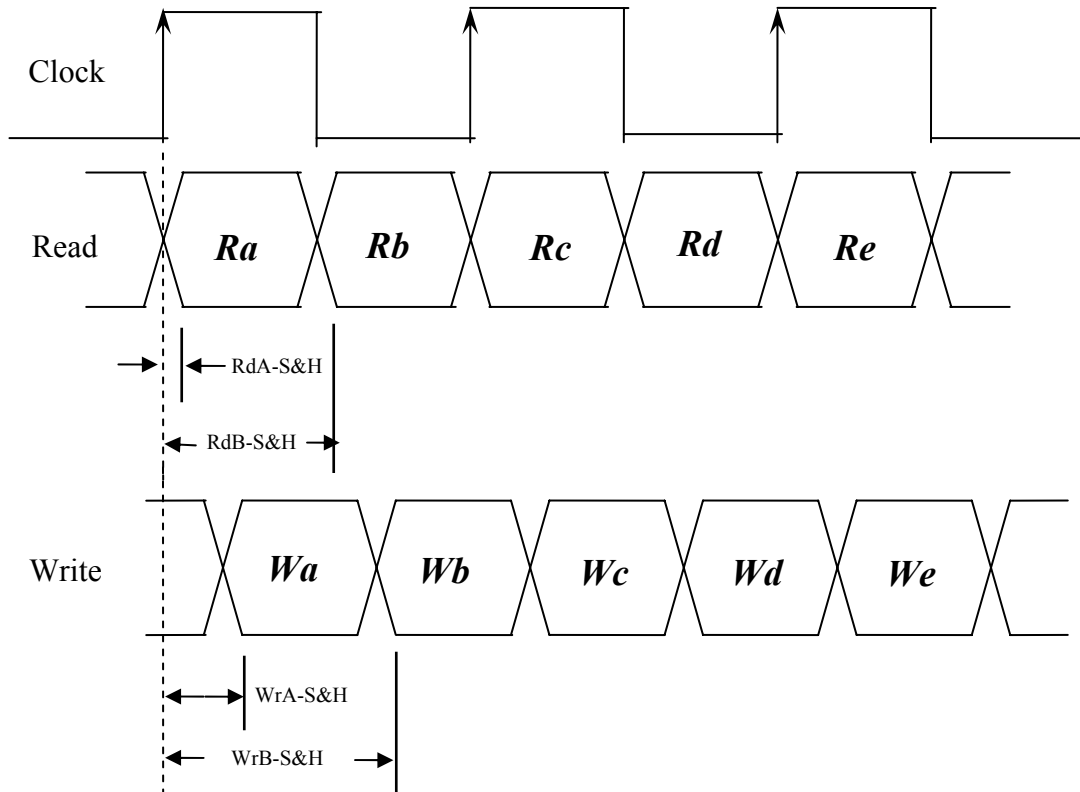 Clock
Read
Ra
Rb
Rc
Rd
Re
RdA-S&H
RdB-S&H
Write
Wa
Wb
Wc
Wd
We
WrA-S&H
WrB-S&H